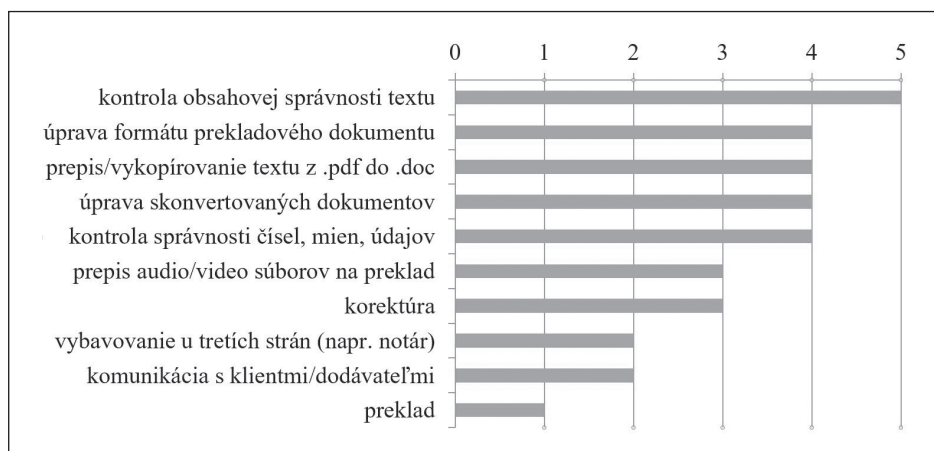 0 1 2 3 4 5
kontrola obsahovej správnosti textu
úprava formátu prekladového dokumentu
prepis/vykopírovanie textu z .pdf do .doc
úprava skonvertovaných dokumentov
kontrola správnosti čísel, mien, údajov
prepis audio/video súborov na preklad
korektúra
vybavovanie u tretích strán (napr. notár)
komunikácia s klientmi/dodávateľmi
preklad